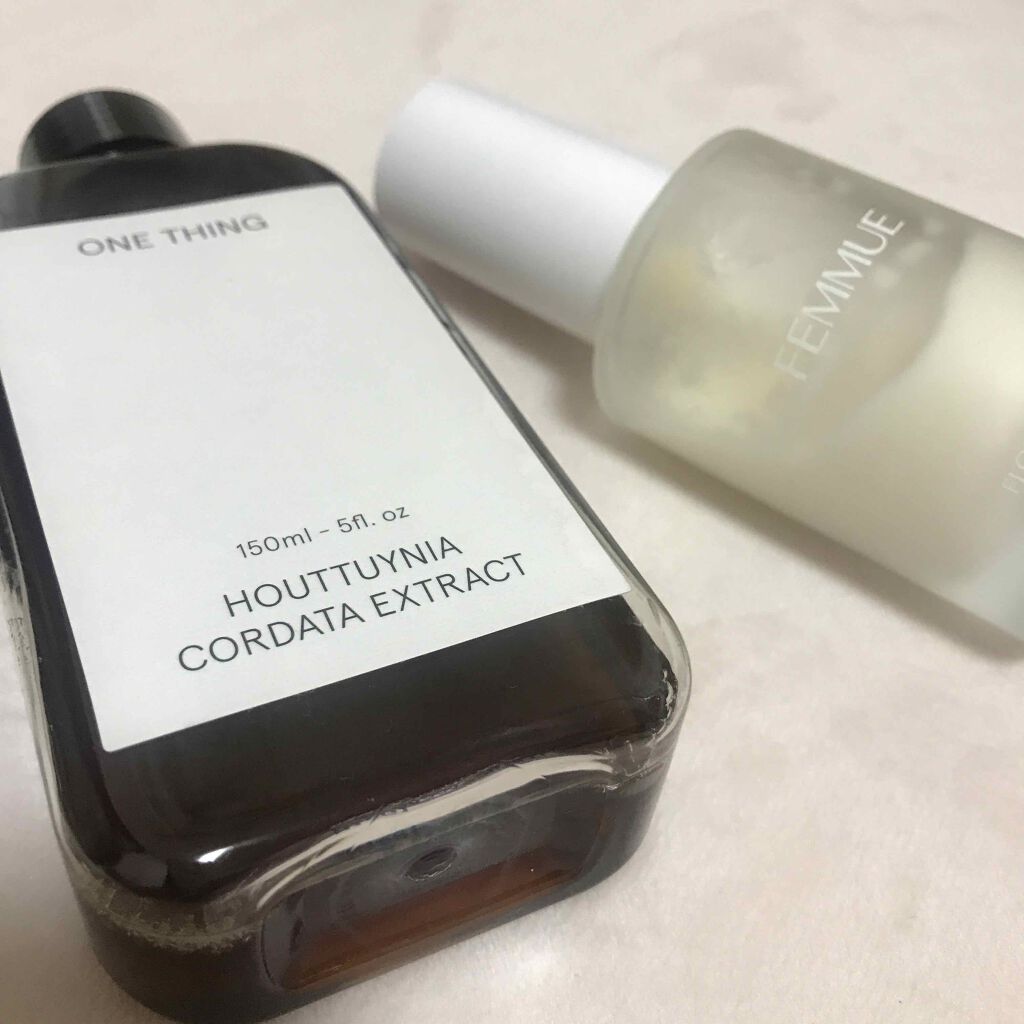 ONE THING
150ml - 5fl. oz
HOUTTUYNIA
CORDATA EXTRACT
FEMMUE